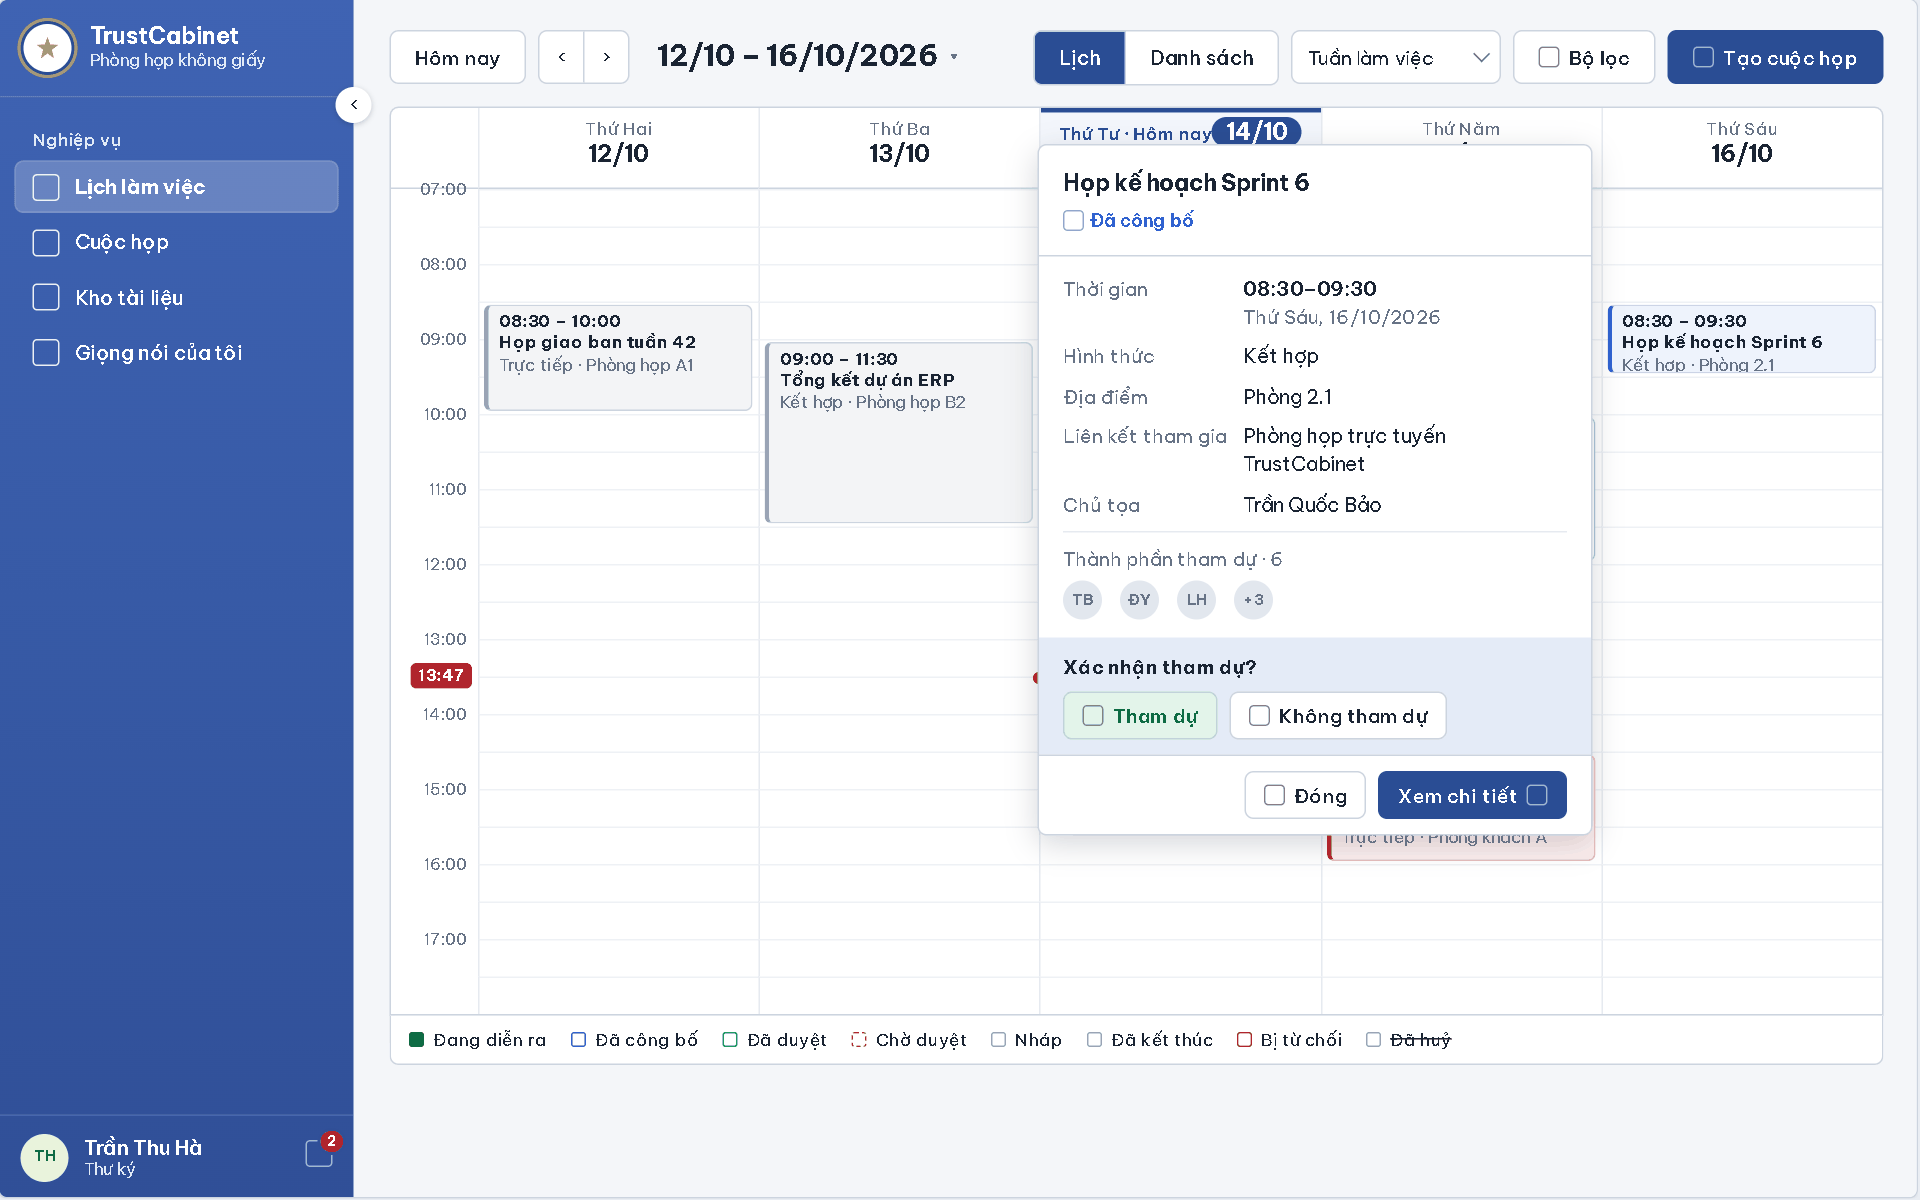 TrustCabinet
Phòng họp không giấy
Nghiệp vụ
Lịch làm việc
Cuộc họp
Kho tài liệu
Giọng nói của tôi
TH
Trần Thu Hà
Thư ký
2
Hôm nay
12/10 – 16/10/2026
Lịch
Danh sách
Tuần làm việc
Bộ lọc
Tạo cuộc họp
Thứ Hai
12/10
Thứ Ba
13/10
Thứ Tư · Hôm nay
14/10
Thứ Năm
Thứ Sáu
16/10
07:00
08:00
09:00
10:00
11:00
12:00
13:00
13:47
14:00
15:00
16:00
17:00
08:30 – 10:00
Họp giao ban tuần 42
Trực tiếp · Phòng họp A1
09:00 – 11:30
Tổng kết dự án ERP
Kết hợp · Phòng họp B2
08:30 – 09:30
Họp kế hoạch Sprint 6
Kết hợp · Phòng 2.1
Trực tiếp · Phòng khách A
Họp kế hoạch Sprint 6
Đã công bố
Thời gian
08:30–09:30
Thứ Sáu, 16/10/2026
Hình thức
Kết hợp
Địa điểm
Phòng 2.1
Liên kết tham gia
Phòng họp trực tuyến
TrustCabinet
Chủ tọa
Trần Quốc Bảo
Thành phần tham dự · 6
TB
ĐY
LH
+3
Xác nhận tham dự?
Tham dự
Không tham dự
Đóng
Xem chi tiết
Đang diễn ra
Đã công bố
Đã duyệt
Chờ duyệt
Nháp
Đã kết thúc
Bị từ chối
Đã huỷ